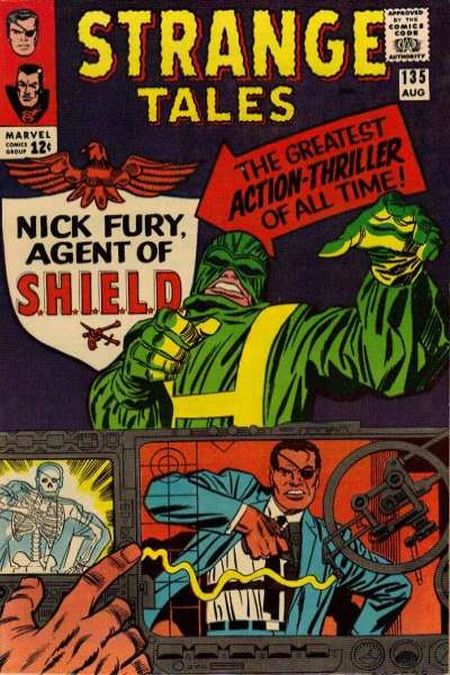 STRANGE
TALES
APPROVED
BY THE
COMICS
CODE
AUTHORITY
135
AUG
MARVEL
COMICS
GROUP
12¢
THE GREATEST
ACTION-THRILLER
OF ALL TIME!
NICK FURY,
AGENT OF
S.H.I.E.L.D.
H